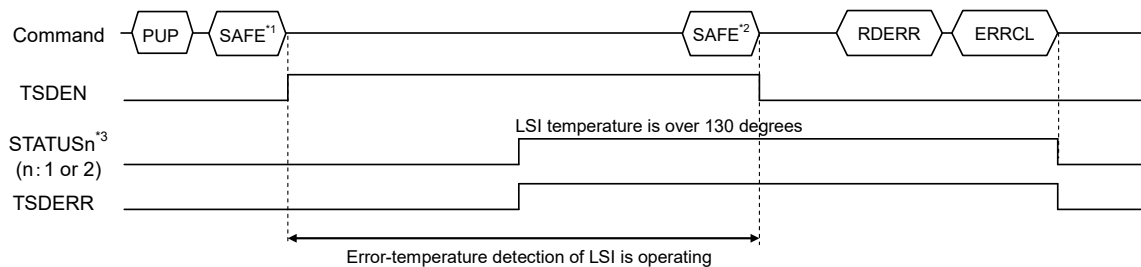 Command PUP SAFE*1 SAFE*2 RDERR ERRCL
TSDEN
LSI temperature is over 130 degrees
STATUSn*3
(n: 1 or 2)
TSDERR
Error-temperature detection of LSI is operating